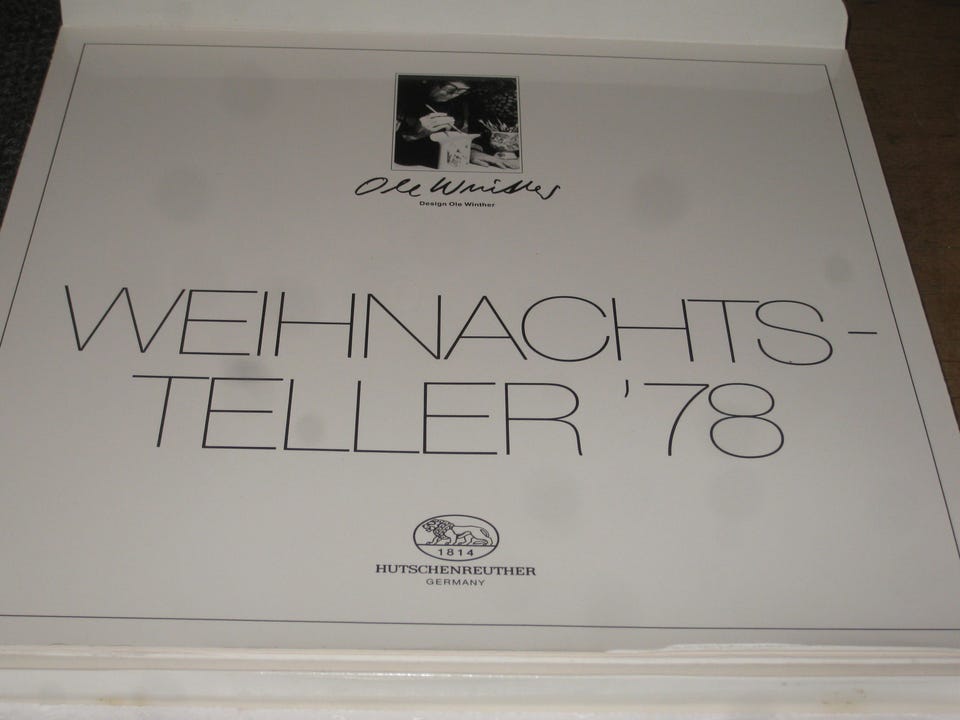 Ole Winther
Design Ole Winther
WEIHNACHTS-
TELLER '78
1814
HUTSCHENREUTHER
GERMANY